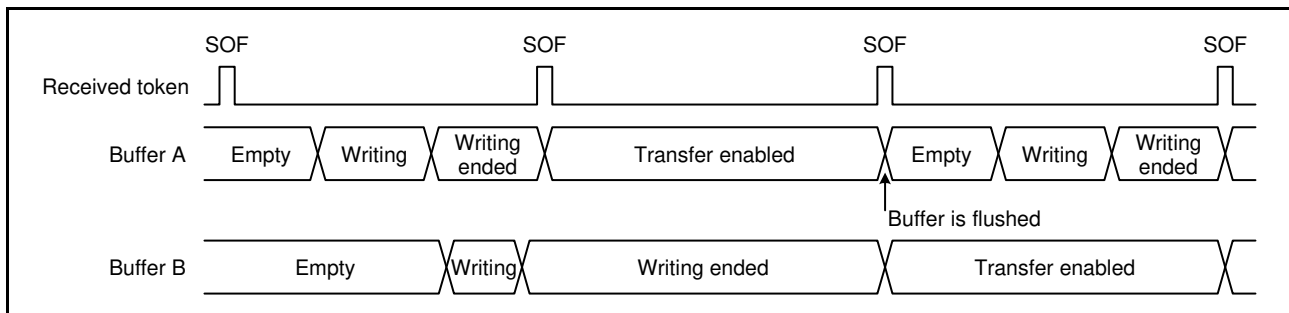 SOF SOF SOF SOF
Received token
Buffer A Empty Writing Writing ended Transfer enabled Empty Writing Writing ended
Buffer is flushed
Buffer B Empty Writing Writing ended Transfer enabled